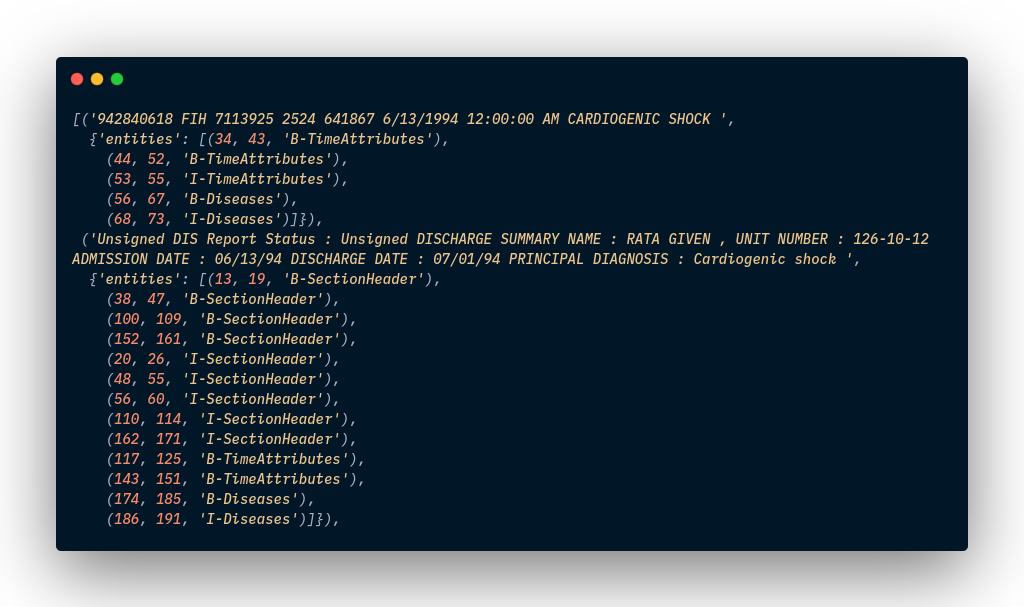 [('942840618 FIH 7113925 2524 641867 6/13/1994 12:00:00 AM CARDIOGENIC SHOCK ',
{'entities': [(34, 43, 'B-TimeAttributes'),
(44, 52, 'B-TimeAttributes'),
(53, 55, 'I-TimeAttributes'),
(56, 67, 'B-Diseases'),
(68, 73, 'I-Diseases')]}),
('Unsigned DIS Report Status : Unsigned DISCHARGE SUMMARY NAME : RATA GIVEN , UNIT NUMBER : 126-10-12
ADMISSION DATE : 06/13/94 DISCHARGE DATE : 07/01/94 PRINCIPAL DIAGNOSIS : Cardiogenic shock ',
{'entities': [(13, 19, 'B-SectionHeader'),
(38, 47, 'B-SectionHeader'),
(100, 109, 'B-SectionHeader'),
(152, 161, 'B-SectionHeader'),
(20, 26, 'I-SectionHeader'),
(48, 55, 'I-SectionHeader'),
(56, 60, 'I-SectionHeader'),
(110, 114, 'I-SectionHeader'),
(162, 171, 'I-SectionHeader'),
(117, 125, 'B-TimeAttributes'),
(143, 151, 'B-TimeAttributes'),
(174, 185, 'B-Diseases'),
(186, 191, 'I-Diseases')]}),